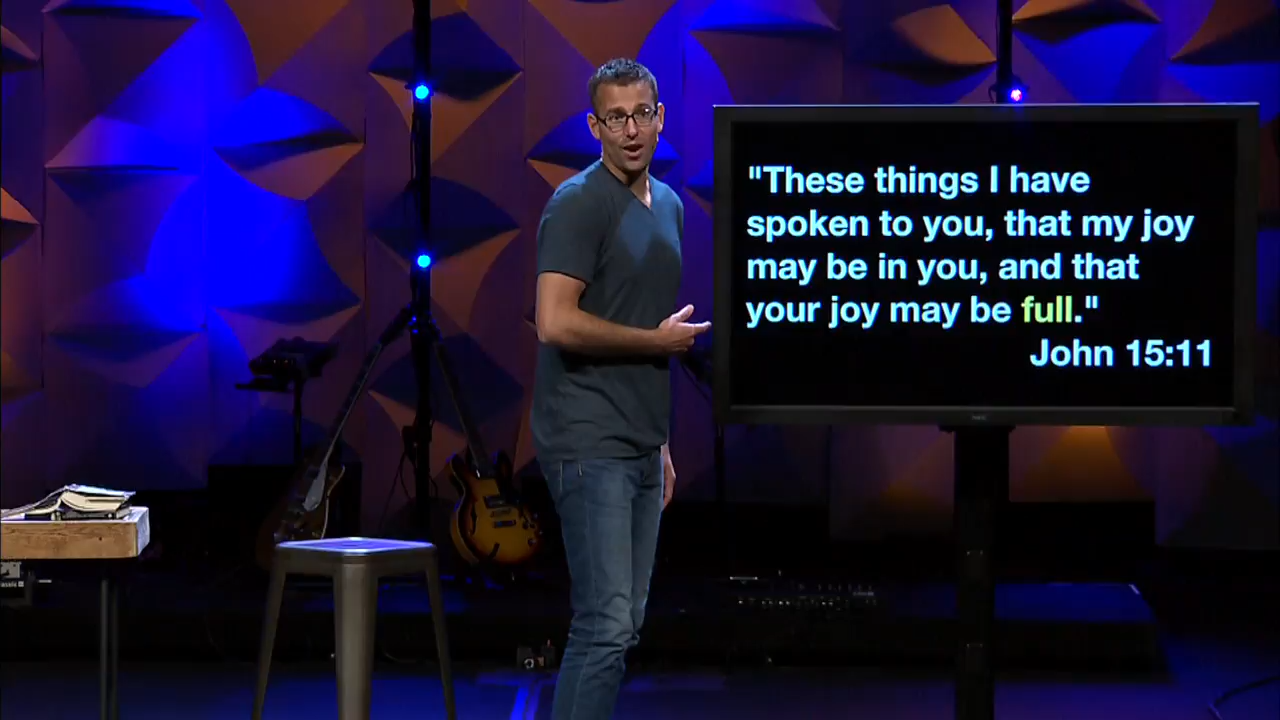 "These things I have
spoken to you, that my joy
may be in you, and that
your joy may be full."
John 15:11